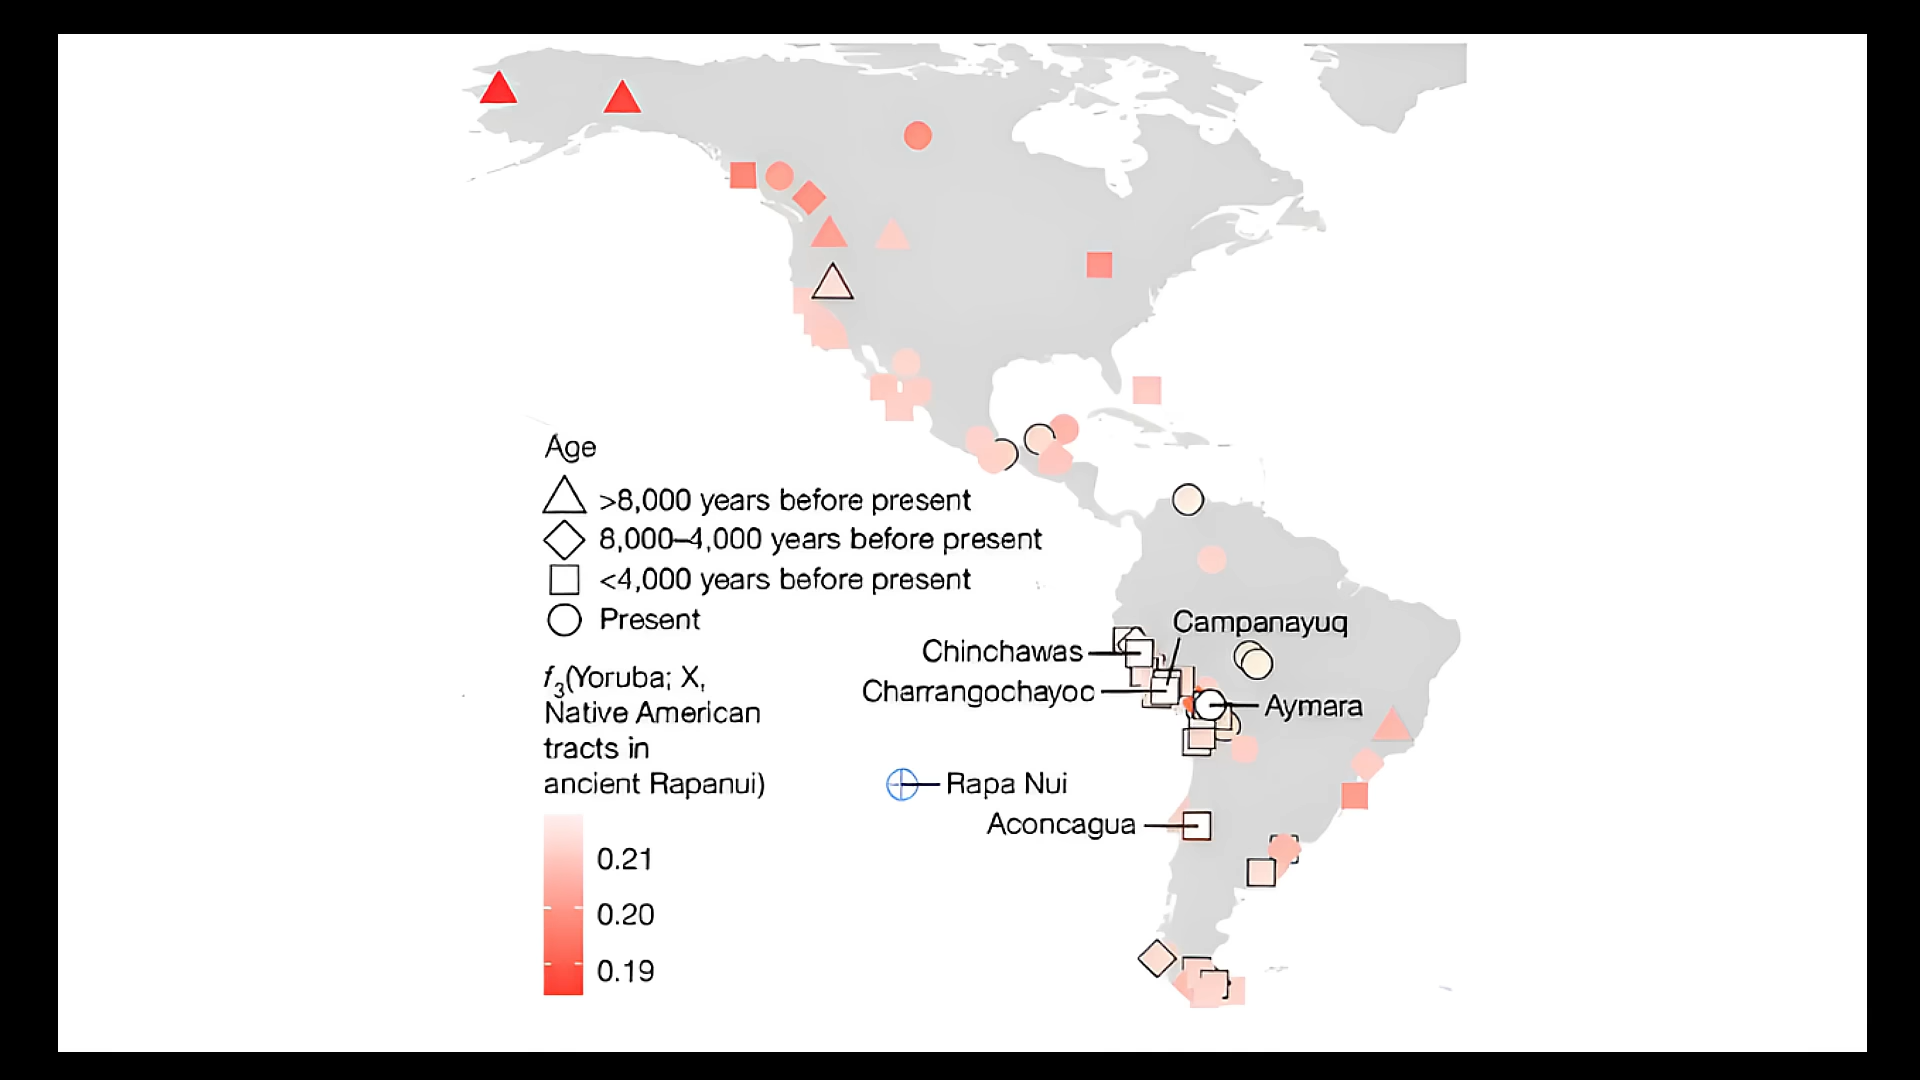 Age
>8,000 years before present
8,000–4,000 years before present
<4,000 years before present
Present
f3(Yoruba; X,
Native American
tracts in
ancient Rapanui)
0.21
0.20
0.19
Campanayuq
Chinchawas
Charrangochayoc
Aymara
Rapa Nui
Aconcagua